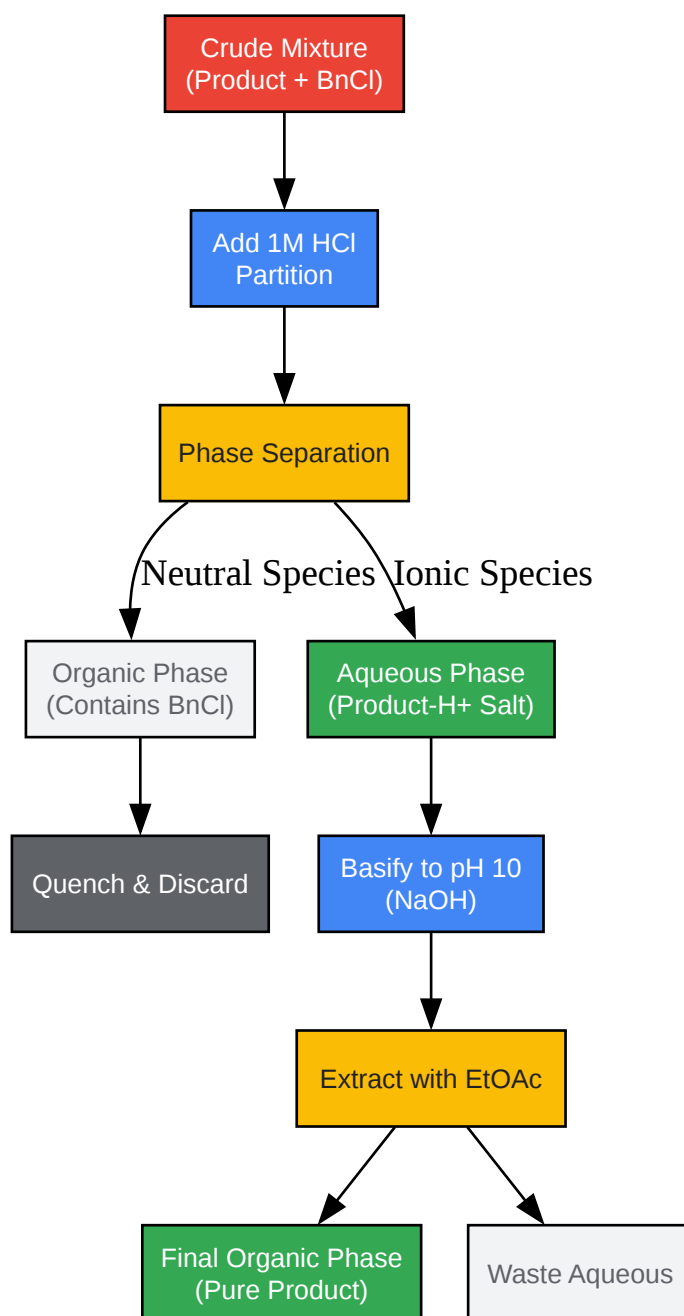 Crude Mixture
(Product + BnCl)
Add 1M HCl
Partition
Phase Separation
Neutral Species
Ionic Species
Organic Phase
(Contains BnCl)
Aqueous Phase
(Product-H+ Salt)
Quench & Discard
Basify to pH 10
(NaOH)
Extract with EtOAc
Final Organic Phase
(Pure Product)
Waste Aqueous